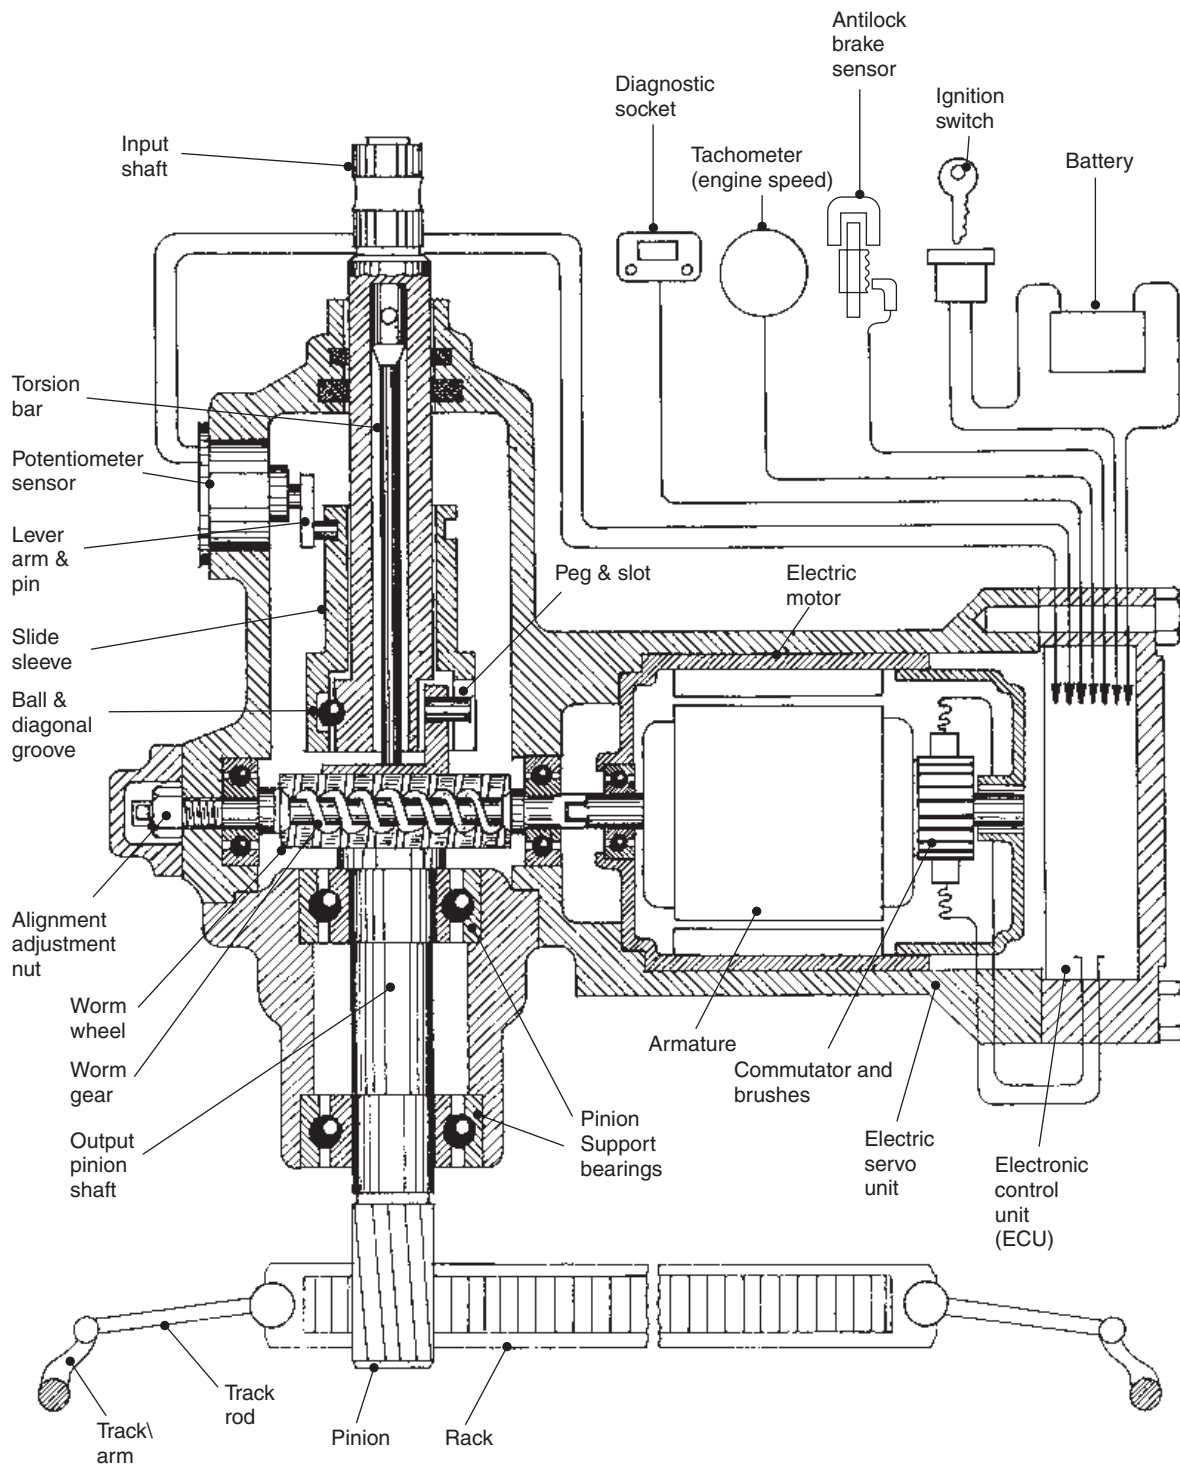 Antilock
brake
sensor
Diagnostic
socket
Ignition
switch
Input
shaft
Tachometer
(engine speed)
Battery
Torsion
bar
Potentiometer
sensor
Lever
arm &
pin
Peg & slot
Electric
motor
Slide
sleeve
Ball &
diagonal
groove
Alignment
adjustment
nut
Worm
wheel
Worm
gear
Output
pinion
shaft
Armature
Commutator and
brushes
Pinion
Support
bearings
Electric
servo
unit
Electronic
control
unit
(ECU)
Track\
arm
Track
rod
Pinion
Rack